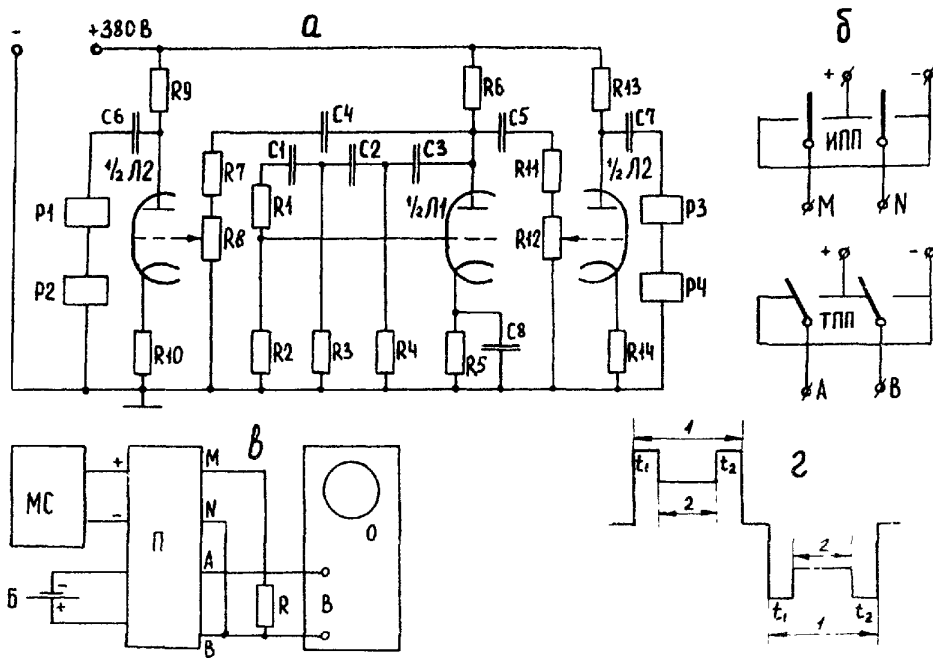 - +380 В а
R9 R6 R13
C6 C4 C5 C7
C1 C2 C3
½ Л2 R7 R1 ½ Л1 R11 ½ Л2
P1 R8 R12 P3
P2 P4
R10 R2 R3 R4 R5 C8 R14
б
+ -
ИПП
M N
+ -
ТПП
A B
в
МС + - П M N A B
Б - +
R В О
г
1
t₁ t₂
2
2
t₁ t₂
1